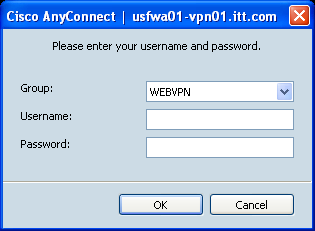 Cisco AnyConnect | usfwa01-vpn01.itt.com
Please enter your username and password.
Group: WEBVPN
Username:
Password:
OK Cancel